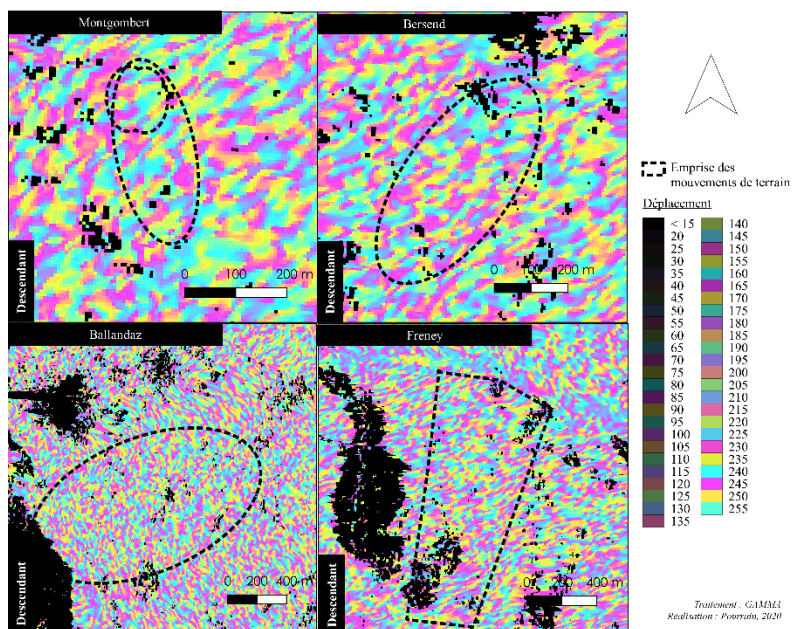 Montgombert
Bersend
Descendant
0 100 200 m
Descendant
0 100 200 m
Ballandaz
Freney
Descendant
0 200 400 m
Descendant
0 200 400 m
Emprise des
mouvements de terrain
Déplacement
< 15 140
20 145
25 150
30 155
35 160
40 165
45 170
50 175
55 180
60 185
65 190
70 195
75 200
80 205
85 210
90 215
95 220
100 225
105 230
110 235
115 240
120 245
125 250
130 255
135
Traitement : GAMMA
Réalisation : Pourrain, 2020